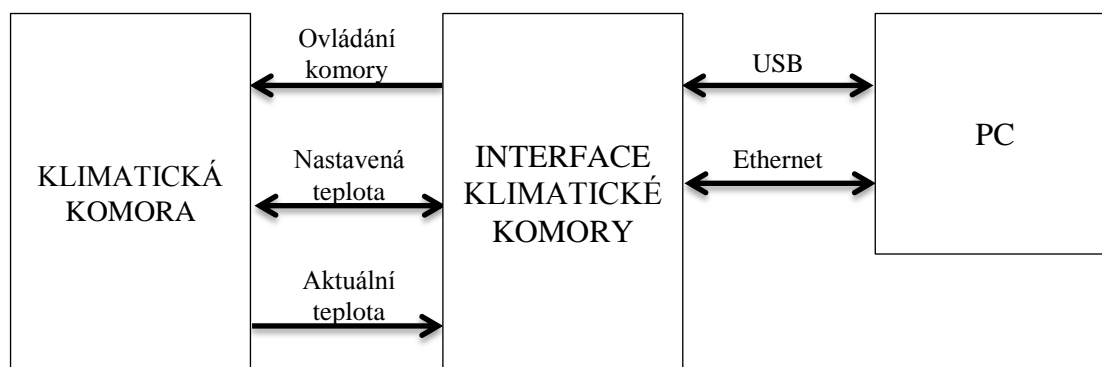 KLIMATICKÁ
KOMORA
Ovládání
komory
Nastavená
teplota
Aktuální
teplota
INTERFACE
KLIMATICKÉ
KOMORY
USB
Ethernet
PC